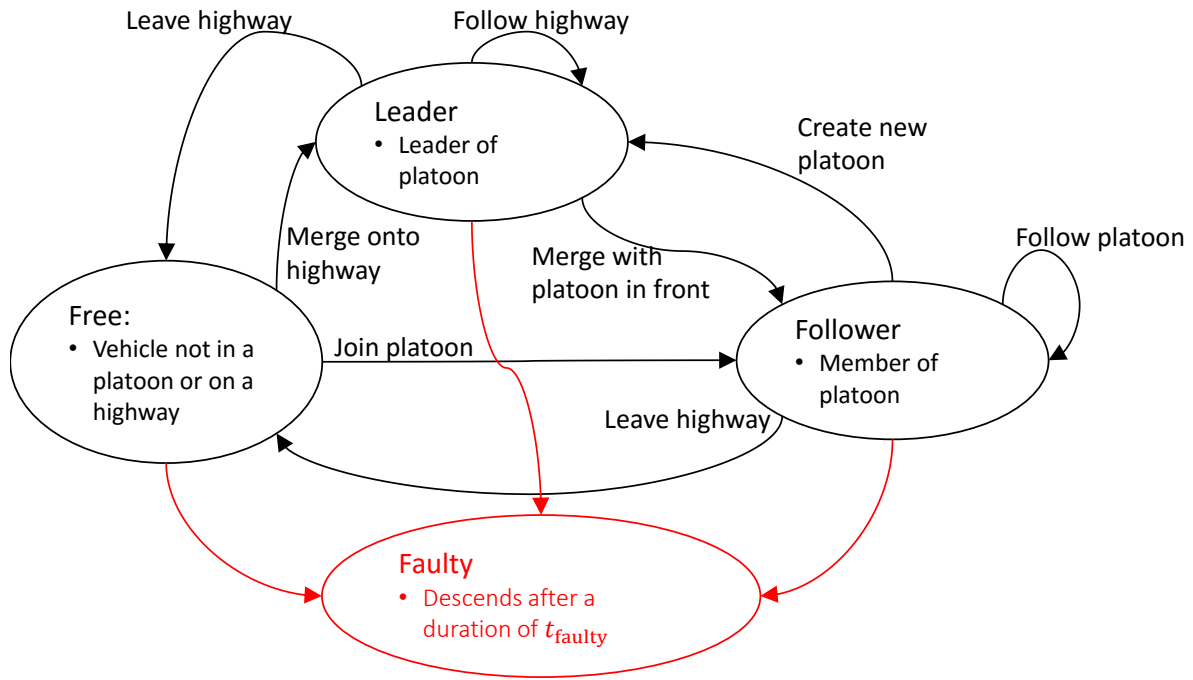 Leave highway
Follow highway
Leader
• Leader of
platoon
Create new
platoon
Merge onto
highway
Merge with
platoon in front
Follow platoon
Free:
• Vehicle not in a
platoon or on a
highway
Join platoon
Follower
• Member of
platoon
Leave highway
Faulty
• Descends after a
duration of t_faulty